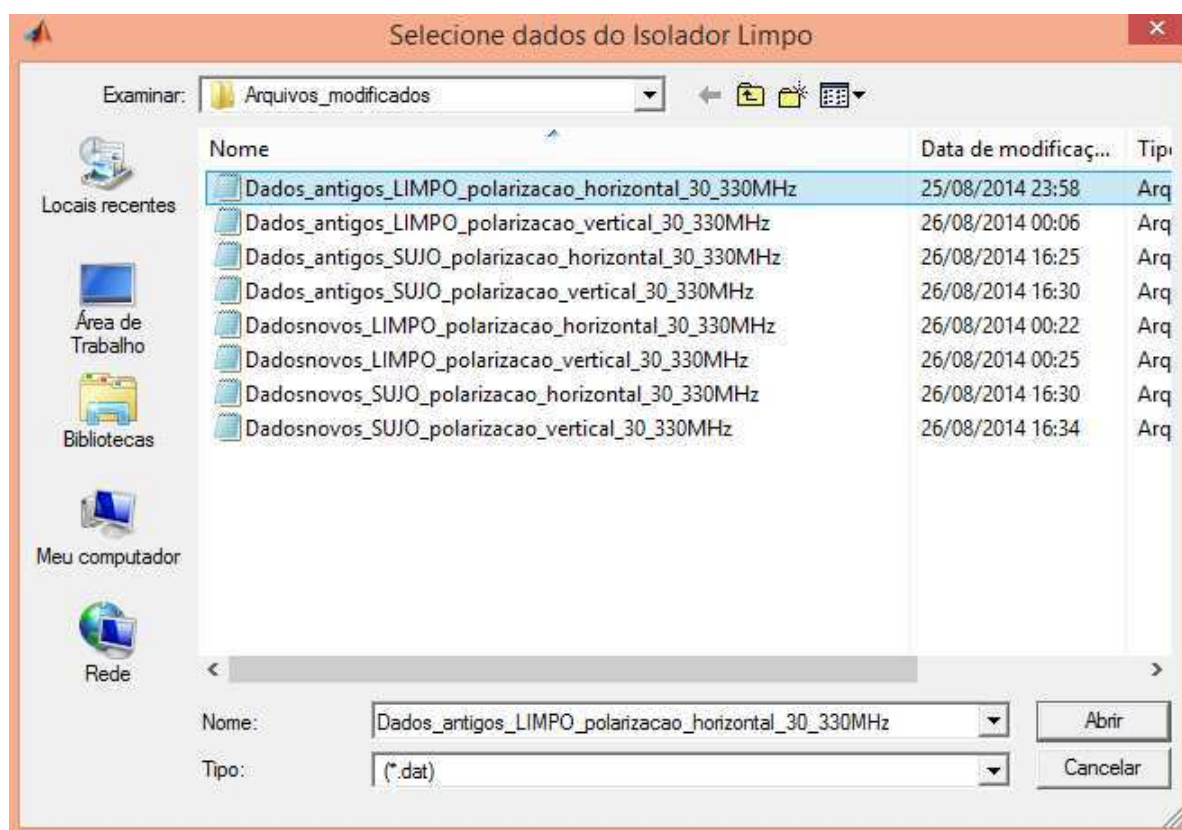 Selecione dados do Isolador Limpo
Examinar: Arquivos_modificados
Nome Data de modificaç... Tip
Dados_antigos_LIMPO_polarizacao_horizontal_30_330MHz 25/08/2014 23:58 Arq
Dados_antigos_LIMPO_polarizacao_vertical_30_330MHz 26/08/2014 00:06 Arq
Dados_antigos_SUJO_polarizacao_horizontal_30_330MHz 26/08/2014 16:25 Arq
Dados_antigos_SUJO_polarizacao_vertical_30_330MHz 26/08/2014 16:30 Arq
Dadosnovos_LIMPO_polarizacao_horizontal_30_330MHz 26/08/2014 00:22 Arq
Dadosnovos_LIMPO_polarizacao_vertical_30_330MHz 26/08/2014 00:25 Arq
Dadosnovos_SUJO_polarizacao_horizontal_30_330MHz 26/08/2014 16:30 Arq
Dadosnovos_SUJO_polarizacao_vertical_30_330MHz 26/08/2014 16:34 Arq
Locais recentes
Área de
Trabalho
Bibliotecas
Meu computador
Rede
Nome: Dados_antigos_LIMPO_polarizacao_horizontal_30_330MHz Abrir
Tipo: (*.dat) Cancelar